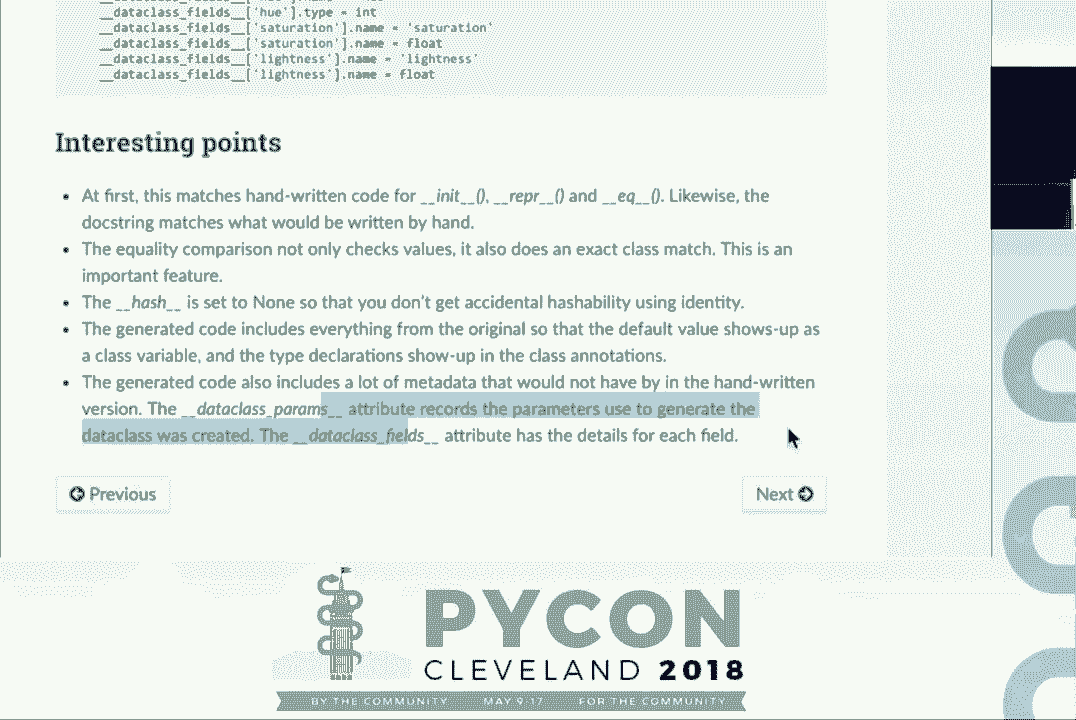 __dataclass_fields__['hue'].type = int
__dataclass_fields__['saturation'].name = 'saturation'
__dataclass_fields__['saturation'].name = float
__dataclass_fields__['lightness'].name = 'lightness'
__dataclass_fields__['lightness'].name = float
Interesting points
• At first, this matches hand-written code for __init__(), __repr__() and __eq__(). Likewise, the
docstring matches what would be written by hand.
• The equality comparison not only checks values, it also does an exact class match. This is an
important feature.
• The __hash__ is set to None so that you don't get accidental hashability using identity.
• The generated code includes everything from the original so that the default value shows-up as
a class variable, and the type declarations show-up in the class annotations.
• The generated code also includes a lot of metadata that would not have by in the hand-written
version. The __dataclass_params__ attribute records the parameters use to generate the
dataclass was created. The __dataclass_fields__ attribute has the details for each field.
Previous
Next
PYCON
CLEVELAND 2018
BY THE COMMUNITY MAY 9-17 FOR THE COMMUNITY